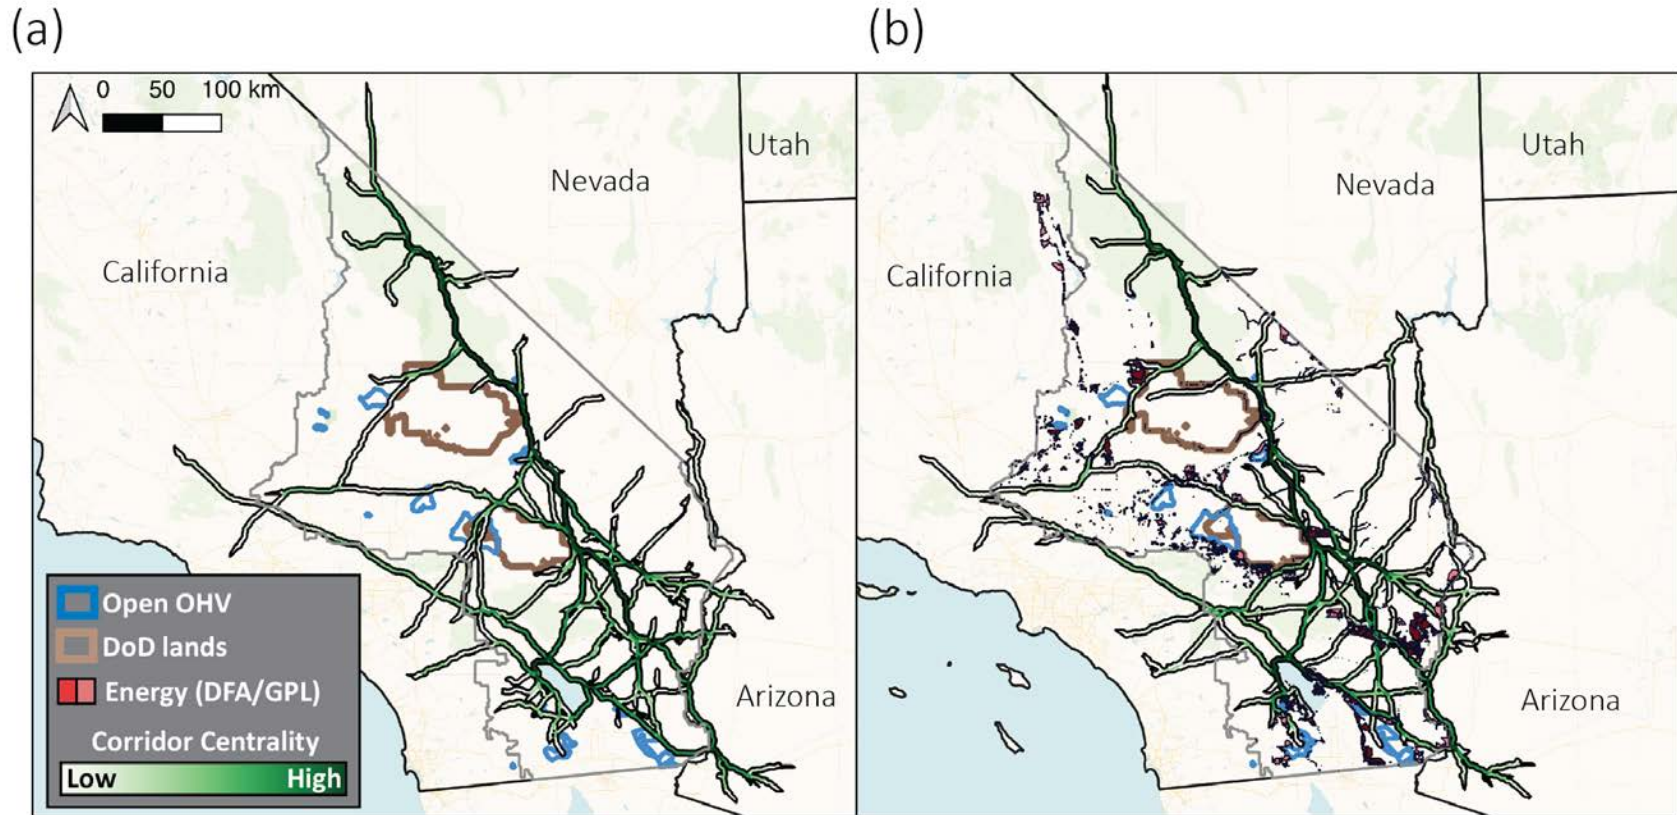 (a)
(b)
0 50 100 km
Utah
Nevada
California
Arizona
Open OHV
DoD lands
Energy (DFA/GPL)
Corridor Centrality
Low High
Utah
Nevada
California
Arizona